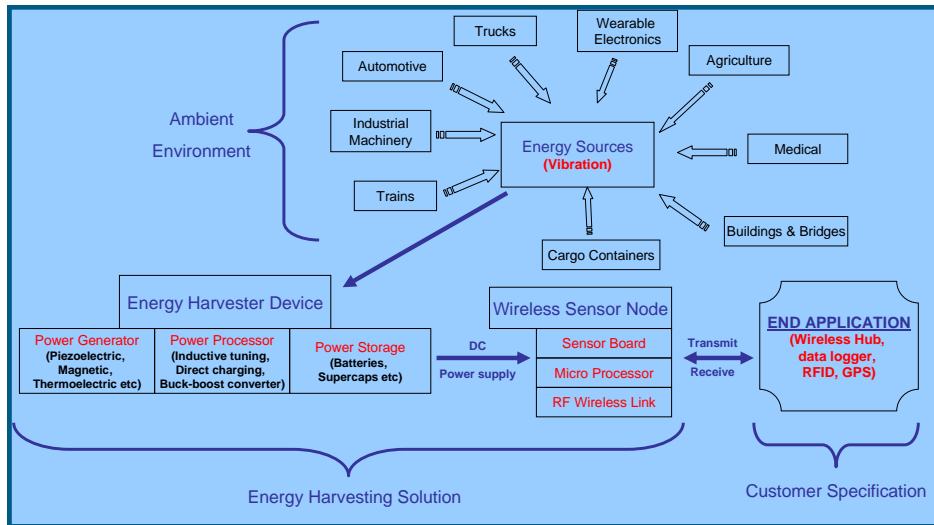 Trucks
Wearable
Electronics
Automotive
Agriculture
Ambient
Environment
Industrial
Machinery
Energy Sources
(Vibration)
Medical
Trains
Buildings & Bridges
Cargo Containers
Energy Harvester Device
Power Generator
(Piezoelectric,
Magnetic,
Thermoelectric etc)
Power Processor
(Inductive tuning,
Direct charging,
Buck-boost converter)
Power Storage
(Batteries,
Supercaps etc)
DC
Power supply
Wireless Sensor Node
Sensor Board
Micro Processor
RF Wireless Link
Transmit
Receive
END APPLICATION
(Wireless Hub,
data logger,
RFID, GPS)
Energy Harvesting Solution
Customer Specification